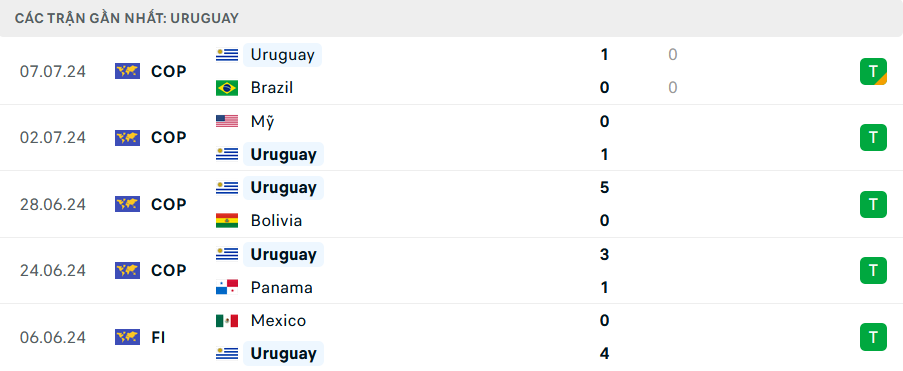 CÁC TRẬN GẦN NHẤT: URUGUAY
07.07.24 COP Uruguay 1 0 T
Brazil 0 0
02.07.24 COP Mỹ 0 T
Uruguay 1
28.06.24 COP Uruguay 5 T
Bolivia 0
24.06.24 COP Uruguay 3 T
Panama 1
06.06.24 FI Mexico 0 T
Uruguay 4